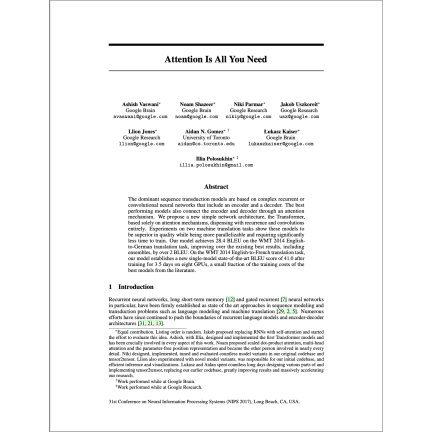 Attention Is All You Need
Ashish Vaswani* Noam Shazeer* Niki Parmar* Jakob Uszkoreit*
Google Brain Google Brain Google Research Google Research
avaswani@google.com noam@google.com nikip@google.com usz@google.com
Llion Jones* Aidan N. Gomez* † Łukasz Kaiser*
Google Research University of Toronto Google Brain
llion@google.com aidan@cs.toronto.edu lukaszkaiser@google.com
Illia Polosukhin* ‡
illia.polosukhin@gmail.com
Abstract
The dominant sequence transduction models are based on complex recurrent or
convolutional neural networks that include an encoder and a decoder. The best
performing models also connect the encoder and decoder through an attention
mechanism. We propose a new simple network architecture, the Transformer,
based solely on attention mechanisms, dispensing with recurrence and convolutions
entirely. Experiments on two machine translation tasks show these models to
be superior in quality while being more parallelizable and requiring significantly
less time to train. Our model achieves 28.4 BLEU on the WMT 2014 English-
to-German translation task, improving over the existing best results, including
ensembles, by over 2 BLEU. On the WMT 2014 English-to-French translation task,
our model establishes a new single-model state-of-the-art BLEU score of 41.0 after
training for 3.5 days on eight GPUs, a small fraction of the training costs of the
best models from the literature.
1 Introduction
Recurrent neural networks, long short-term memory [12] and gated recurrent [7] neural networks
in particular, have been firmly established as state of the art approaches in sequence modeling and
transduction problems such as language modeling and machine translation [29, 2, 5]. Numerous
efforts have since continued to push the boundaries of recurrent language models and encoder-decoder
architectures [31, 21, 13].
*Equal contribution. Listing order is random. Jakob proposed replacing RNNs with self-attention and started
the effort to evaluate this idea. Ashish, with Illia, designed and implemented the first Transformer models and
has been crucially involved in every aspect of this work. Noam proposed scaled dot-product attention, multi-head
attention and the parameter-free position representation and became the other person involved in nearly every
detail. Niki designed, implemented, tuned and evaluated countless model variants in our original codebase and
tensor2tensor. Llion also experimented with novel model variants, was responsible for our initial codebase, and
efficient inference and visualizations. Lukasz and Aidan spent countless long days designing various parts of and
implementing tensor2tensor, replacing our earlier codebase, greatly improving results and massively accelerating
our research.
†Work performed while at Google Brain.
‡Work performed while at Google Research.
31st Conference on Neural Information Processing Systems (NIPS 2017), Long Beach, CA, USA.